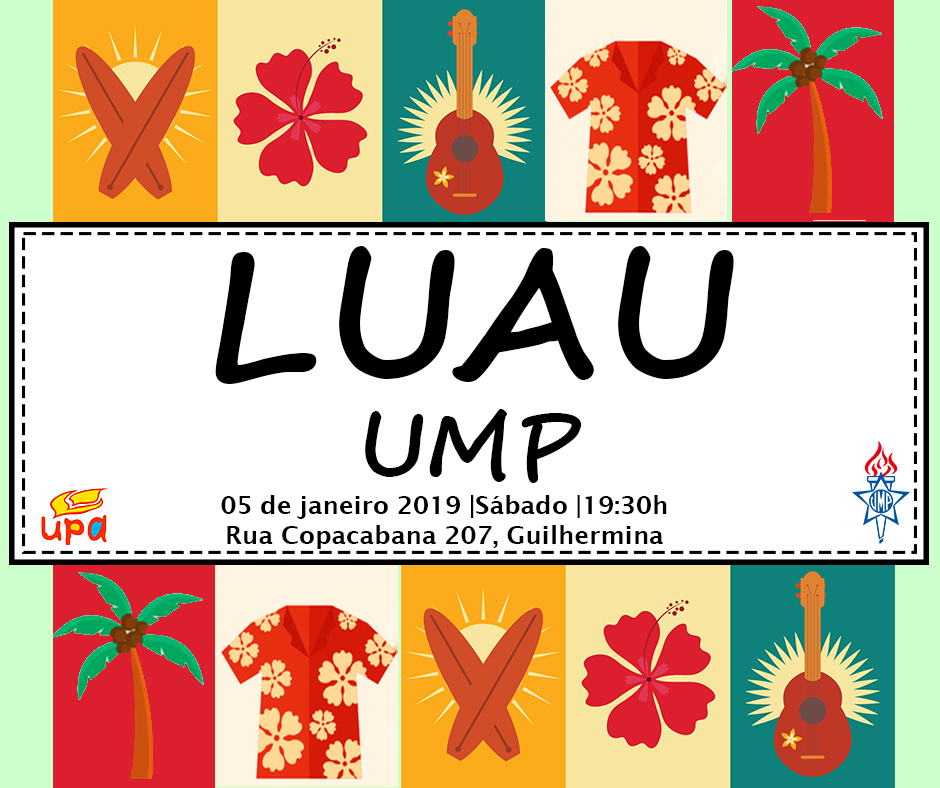 LUAU
UMP
05 de janeiro 2019 |Sábado |19:30h
Rua Copacabana 207, Guilhermina
upa
UMP